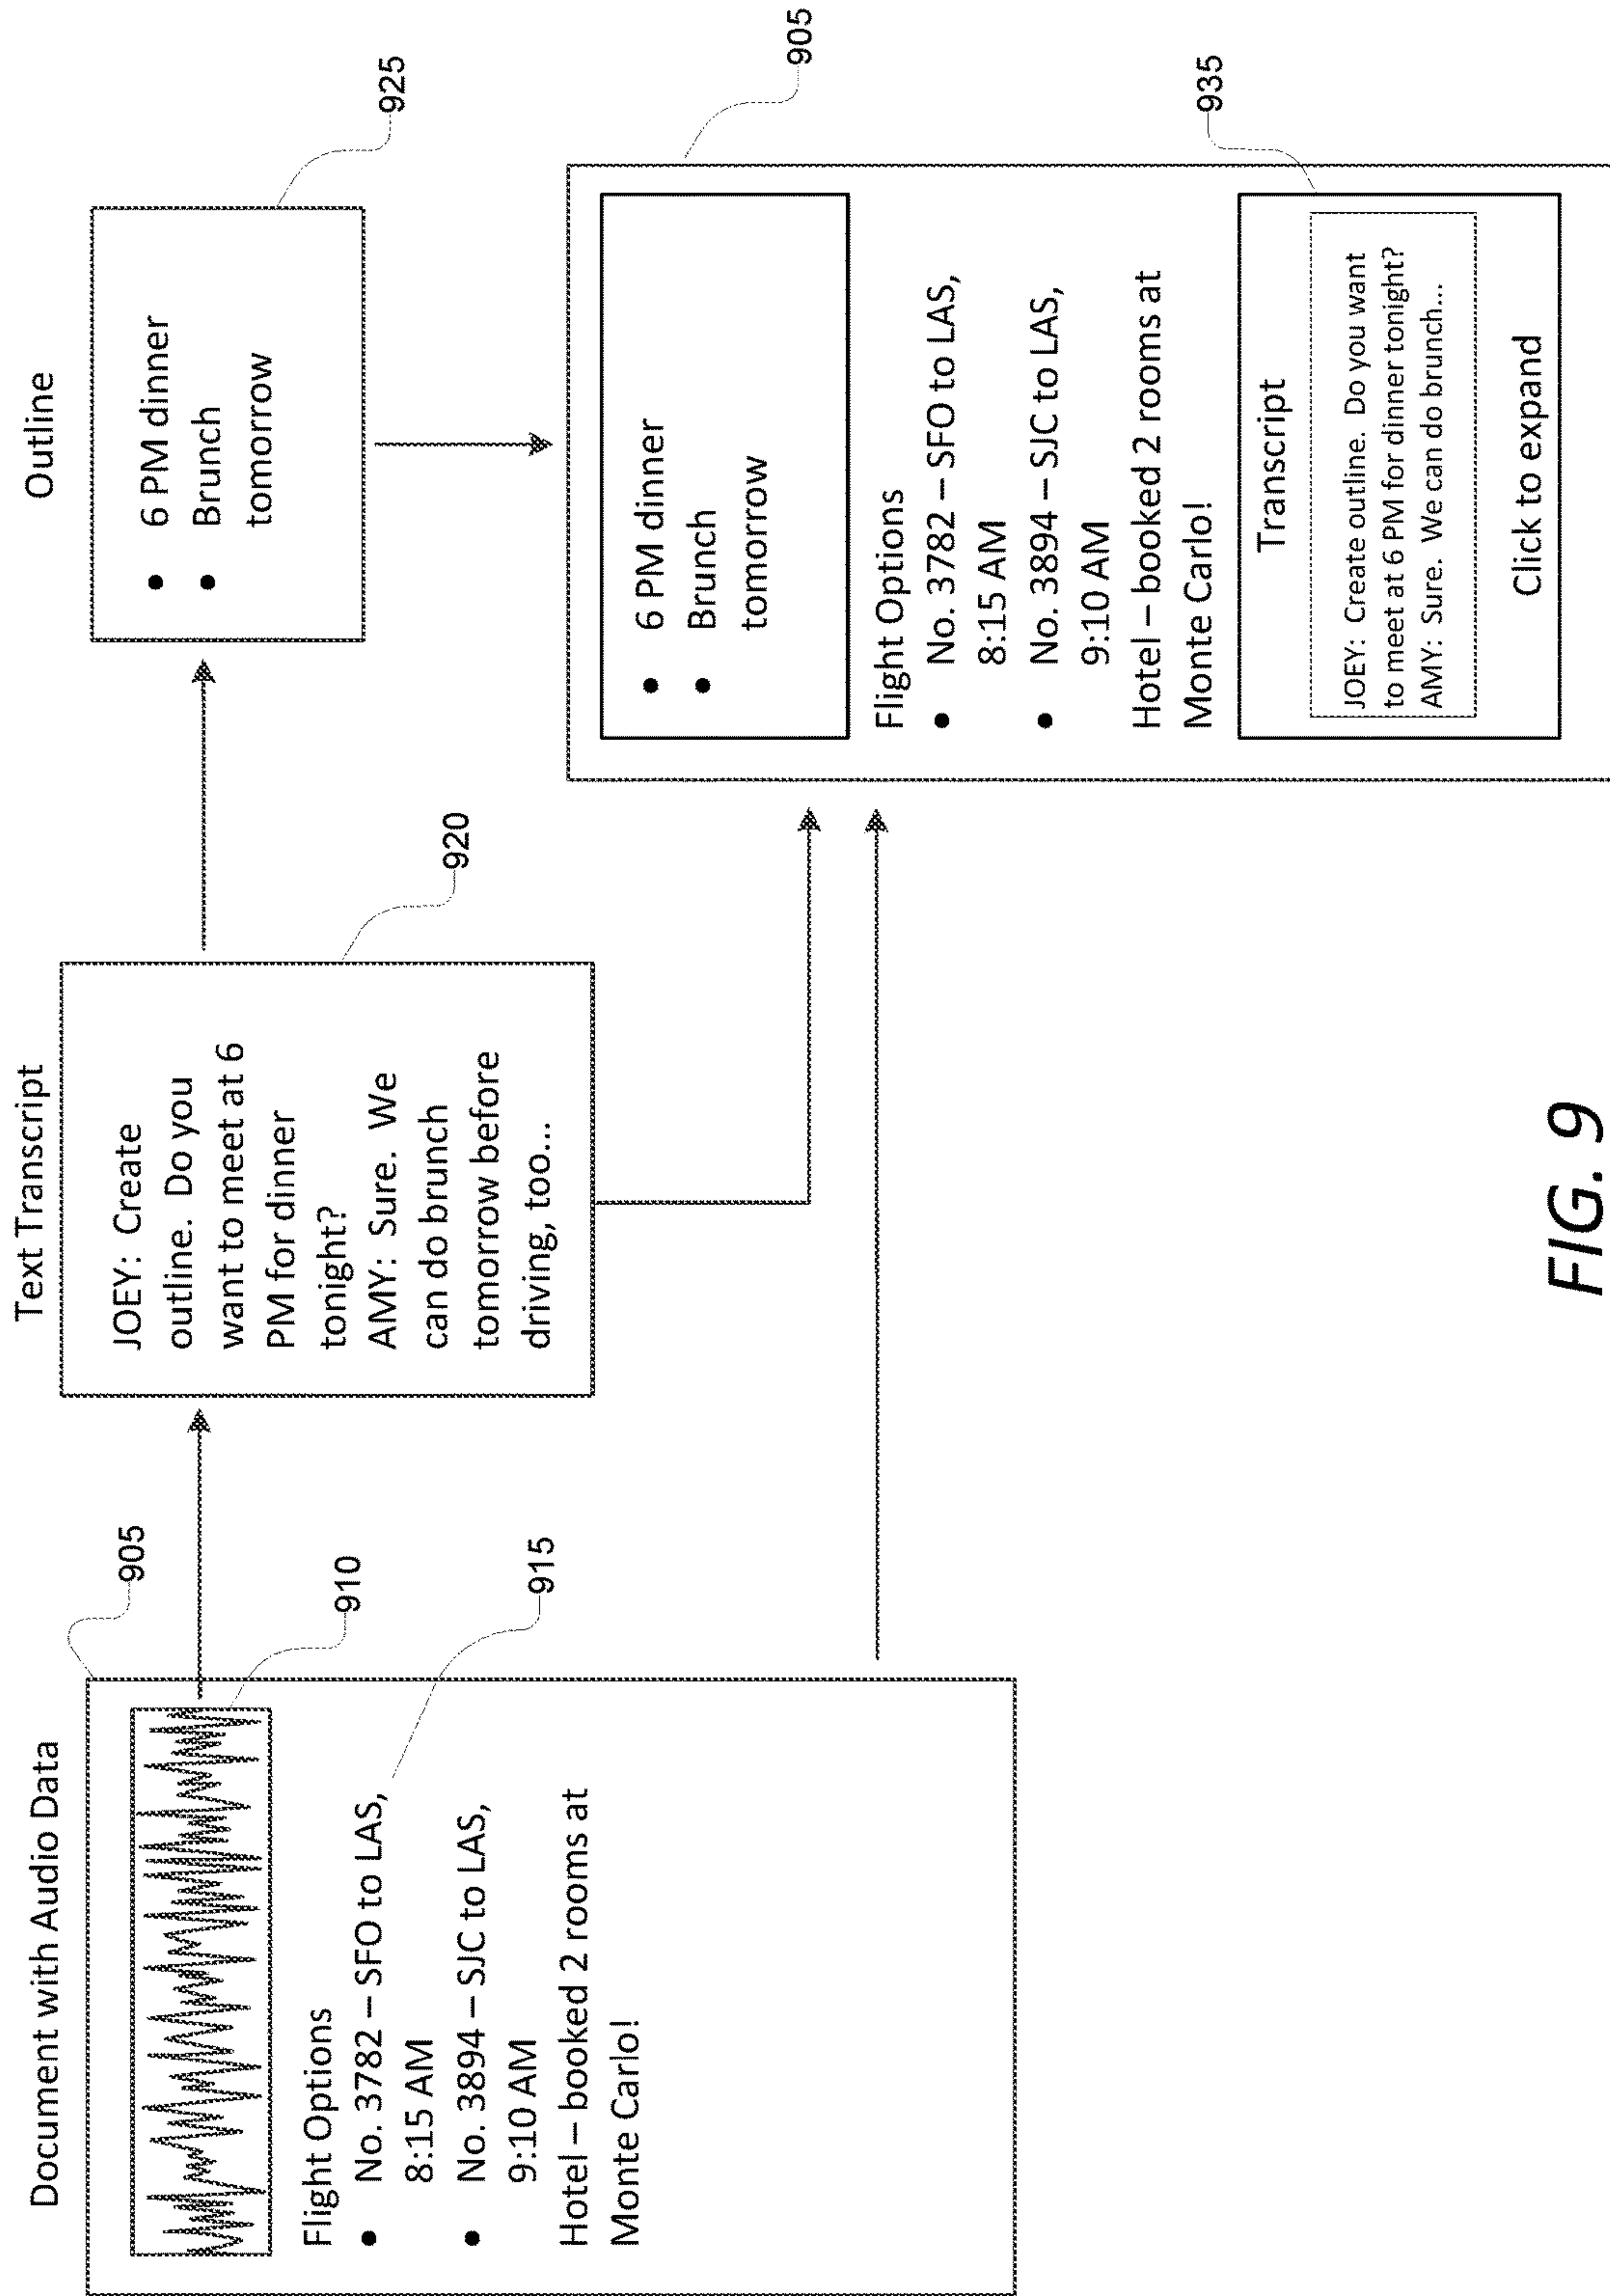 Document with Audio Data
905
910
Flight Options
• No. 3782 – SFO to LAS,
8:15 AM
915
• No. 3894 – SJC to LAS,
9:10 AM
Hotel – booked 2 rooms at
Monte Carlo!
Text Transcript
JOEY: Create
outline. Do you
want to meet at 6
PM for dinner
tonight?
AMY: Sure. We
can do brunch
tomorrow before
driving, too...
920
Outline
• 6 PM dinner
• Brunch
tomorrow
925
905
• 6 PM dinner
• Brunch
tomorrow
Flight Options
• No. 3782 – SFO to LAS,
8:15 AM
• No. 3894 – SJC to LAS,
9:10 AM
Hotel – booked 2 rooms at
Monte Carlo!
935
Transcript
JOEY: Create outline. Do you want
to meet at 6 PM for dinner tonight?
AMY: Sure. We can do brunch...
Click to expand
FIG. 9